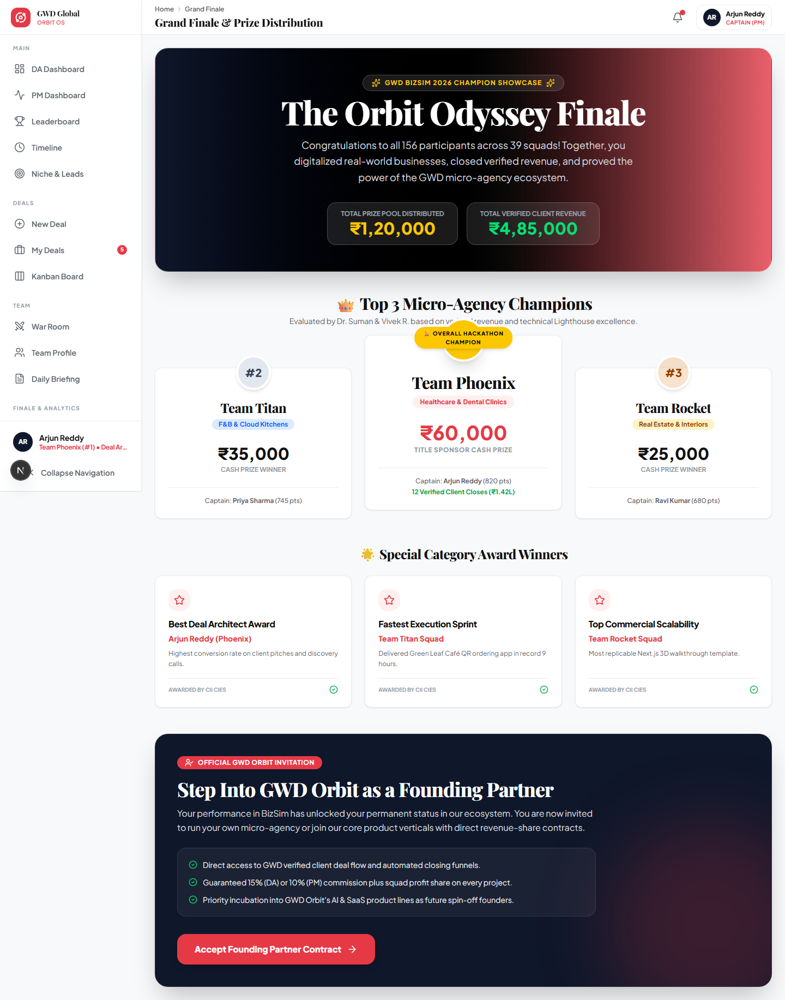 GWD Global
ORBIT OS
MAIN
DA Dashboard
PM Dashboard
Leaderboard
Timeline
Niche & Leads
DEALS
New Deal
My Deals
5
Kanban Board
TEAM
War Room
Team Profile
Daily Briefing
FINALE & ANALYTICS
AR
Arjun Reddy
Team Phoenix (#1) • Deal Ar...
N
Collapse Navigation
Home > Grand Finale
Grand Finale & Prize Distribution
AR
Arjun Reddy
CAPTAIN (PM)
GWD BIZSIM 2026 CHAMPION SHOWCASE
The Orbit Odyssey Finale
Congratulations to all 156 participants across 39 squads! Together, you
digitalized real-world businesses, closed verified revenue, and proved the
power of the GWD micro-agency ecosystem.
TOTAL PRIZE POOL DISTRIBUTED
₹1,20,000
TOTAL VERIFIED CLIENT REVENUE
₹4,85,000
👑 Top 3 Micro-Agency Champions
Evaluated by Dr. Suman & Vivek R. based on revenue and technical Lighthouse excellence.
#2
Team Titan
F&B & Cloud Kitchens
₹35,000
CASH PRIZE WINNER
Captain: Priya Sharma (745 pts)
OVERALL HACKATHON
CHAMPION
Team Phoenix
Healthcare & Dental Clinics
₹60,000
TITLE SPONSOR CASH PRIZE
Captain: Arjun Reddy (820 pts)
12 Verified Client Closes (₹1.42L)
#3
Team Rocket
Real Estate & Interiors
₹25,000
CASH PRIZE WINNER
Captain: Ravi Kumar (680 pts)
🌟 Special Category Award Winners
Best Deal Architect Award
Arjun Reddy (Phoenix)
Highest conversion rate on client pitches and discovery
calls.
AWARDED BY CII CIES
Fastest Execution Sprint
Team Titan Squad
Delivered Green Leaf Café QR ordering app in record 9
hours.
AWARDED BY CII CIES
Top Commercial Scalability
Team Rocket Squad
Most replicable Next.js 3D walkthrough template.
AWARDED BY CII CIES
OFFICIAL GWD ORBIT INVITATION
Step Into GWD Orbit as a Founding Partner
Your performance in BizSim has unlocked your permanent status in our ecosystem. You are now invited
to run your own micro-agency or join our core product verticals with direct revenue-share contracts.
Direct access to GWD verified client deal flow and automated closing funnels.
Guaranteed 15% (DA) or 10% (PM) commission plus squad profit share on every project.
Priority incubation into GWD Orbit's AI & SaaS product lines as future spin-off founders.
Accept Founding Partner Contract →